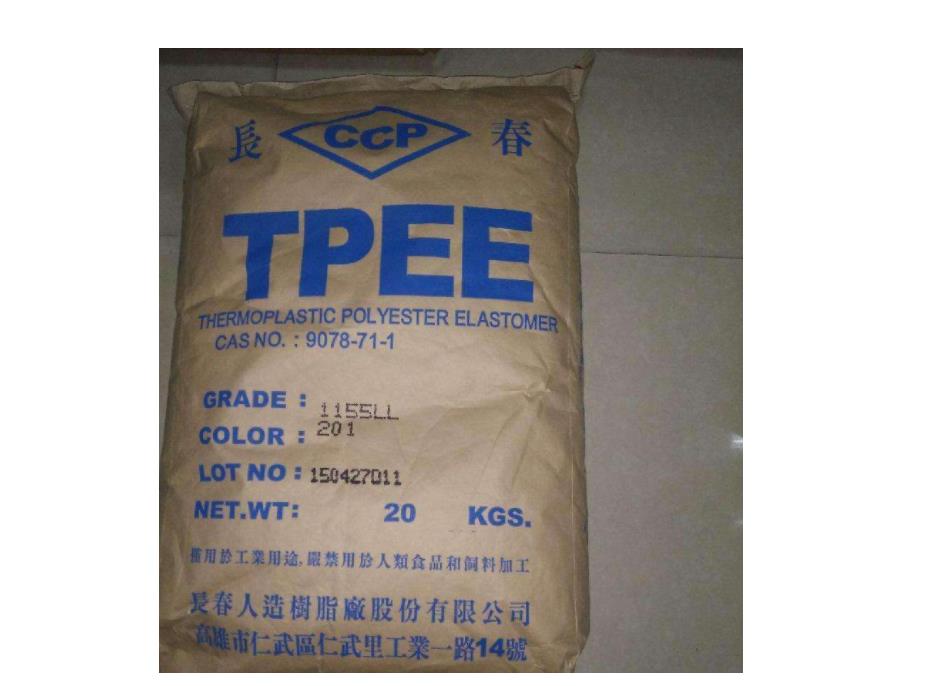 長 CCP 春
TPEE
THERMOPLASTIC POLYESTER ELASTOMER
CAS NO. : 9078-71-1
GRADE : 1155LL
COLOR : 201
LOT NO : 150427011
NET.WT: 20 KGS.
用於工業用途,嚴禁用於人類食品和飼料加工
長春人造樹脂廠股份有限公司
高雄市仁武區仁武里工業一路14號